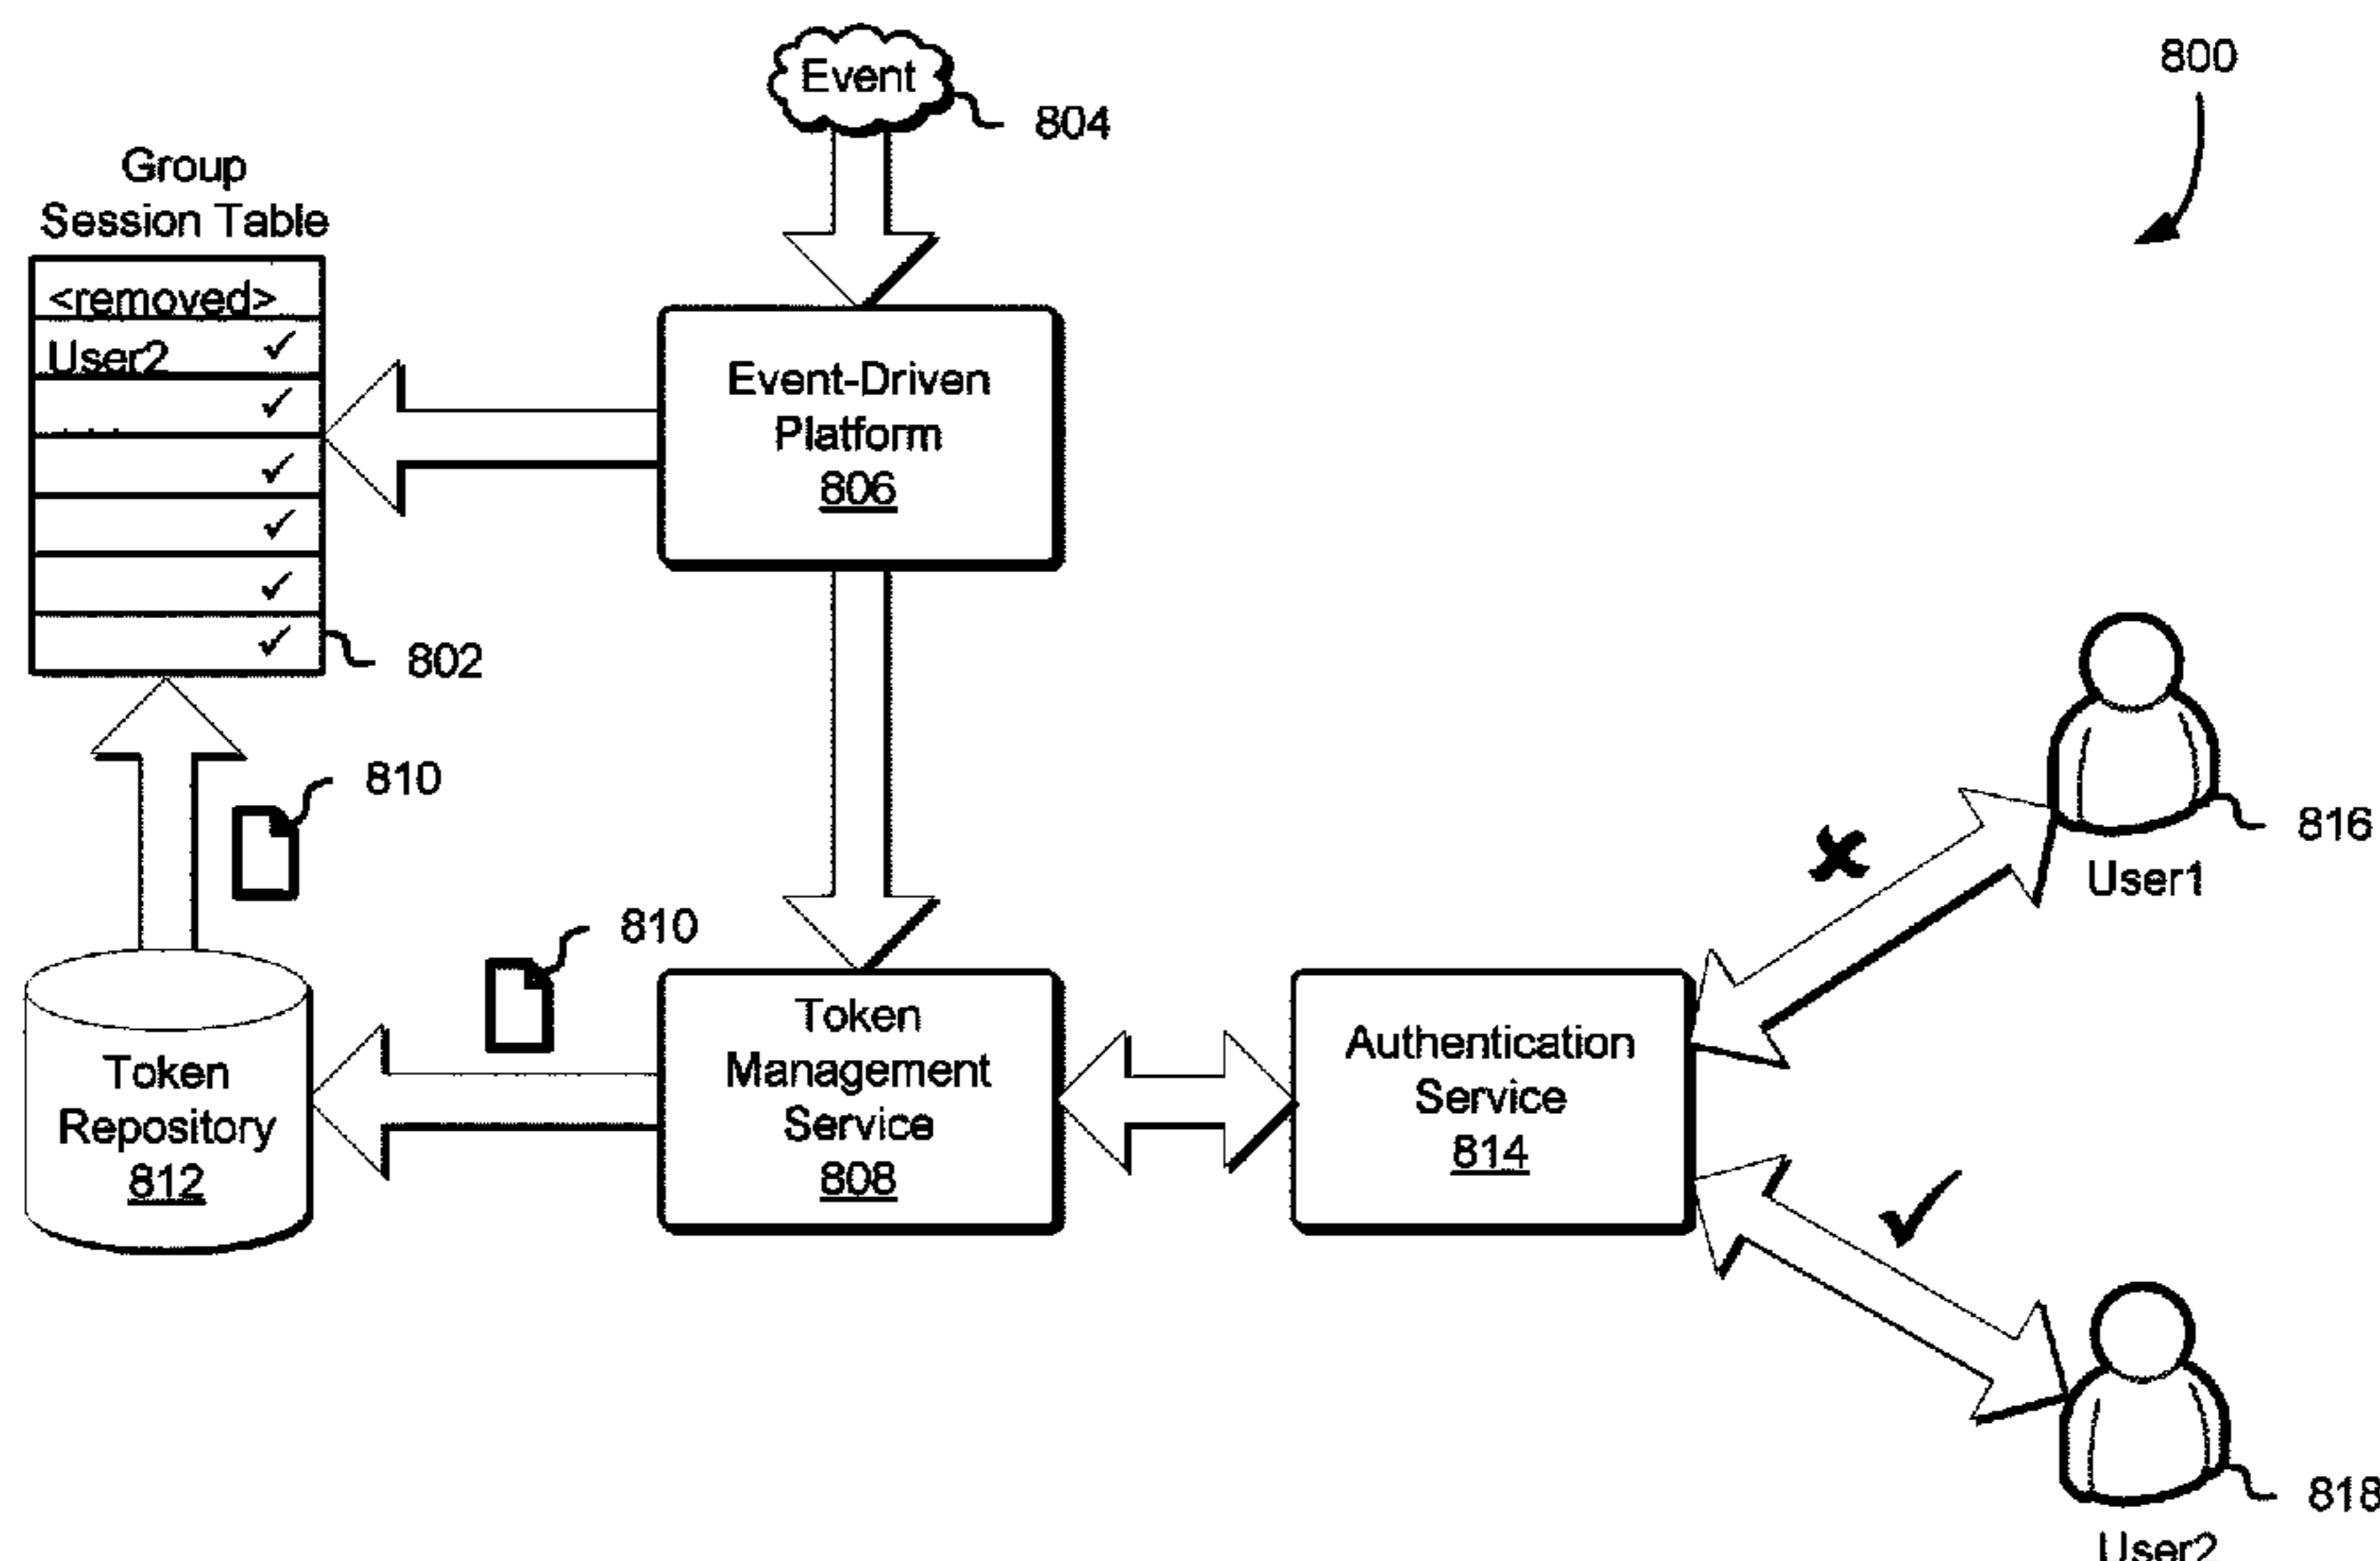 Event
804
800
Group
Session Table
<removed>
User2
. . .
802
Event-Driven
Platform
806
810
810
Token
Repository
812
Token
Management
Service
808
Authentication
Service
814
816
User1
818
User2